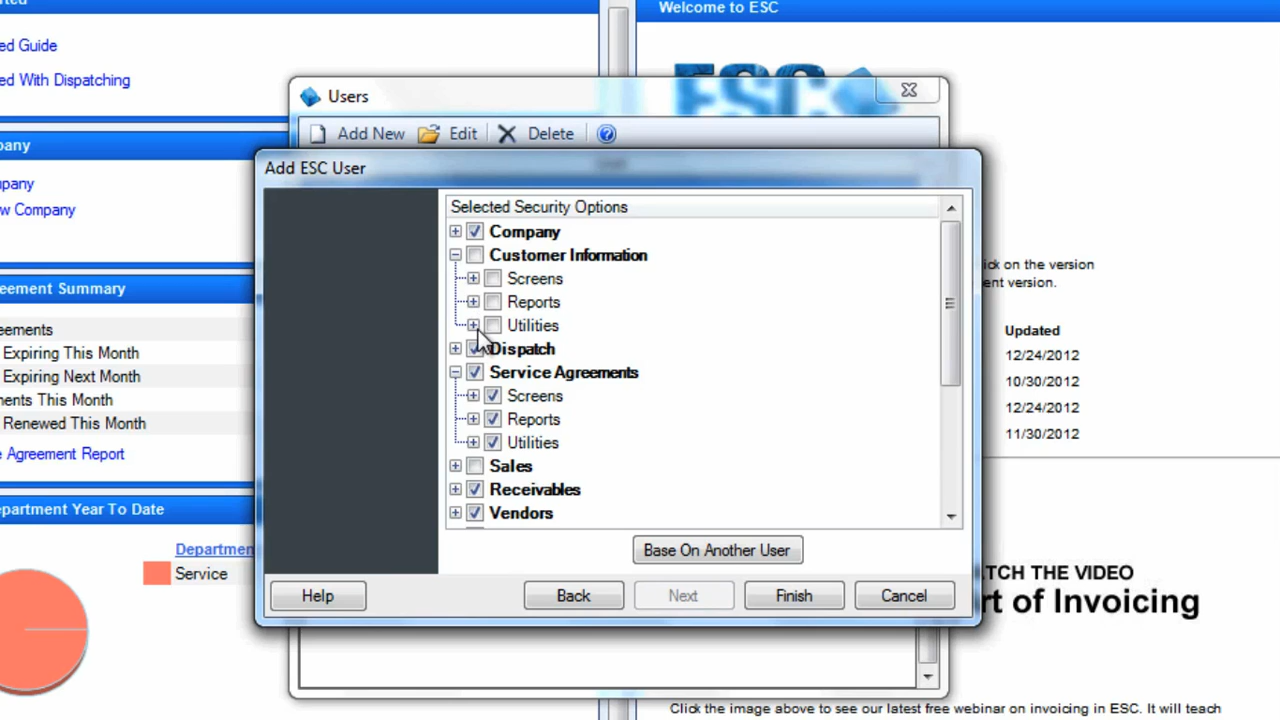 Welcome to ESC
ed Guide
ed With Dispatching
ESC
Users
Add New Edit Delete
pany
mpany
w Company
Add ESC User
Selected Security Options
Company
Customer Information
Screens
Reports
Utilities
Dispatch
Service Agreements
Screens
Reports
Utilities
Sales
Receivables
Vendors
Base On Another User
Help Back Next Finish Cancel
eement Summary
eements
Expiring This Month
Expiring Next Month
ments This Month
Renewed This Month
e Agreement Report
epartment Year To Date
Departmen
Service
ick on the version
ent version.
Updated
12/24/2012
10/30/2012
12/24/2012
11/30/2012
TCH THE VIDEO
rt of Invoicing
Click the image above to see our latest free webinar on invoicing in ESC. It will teach